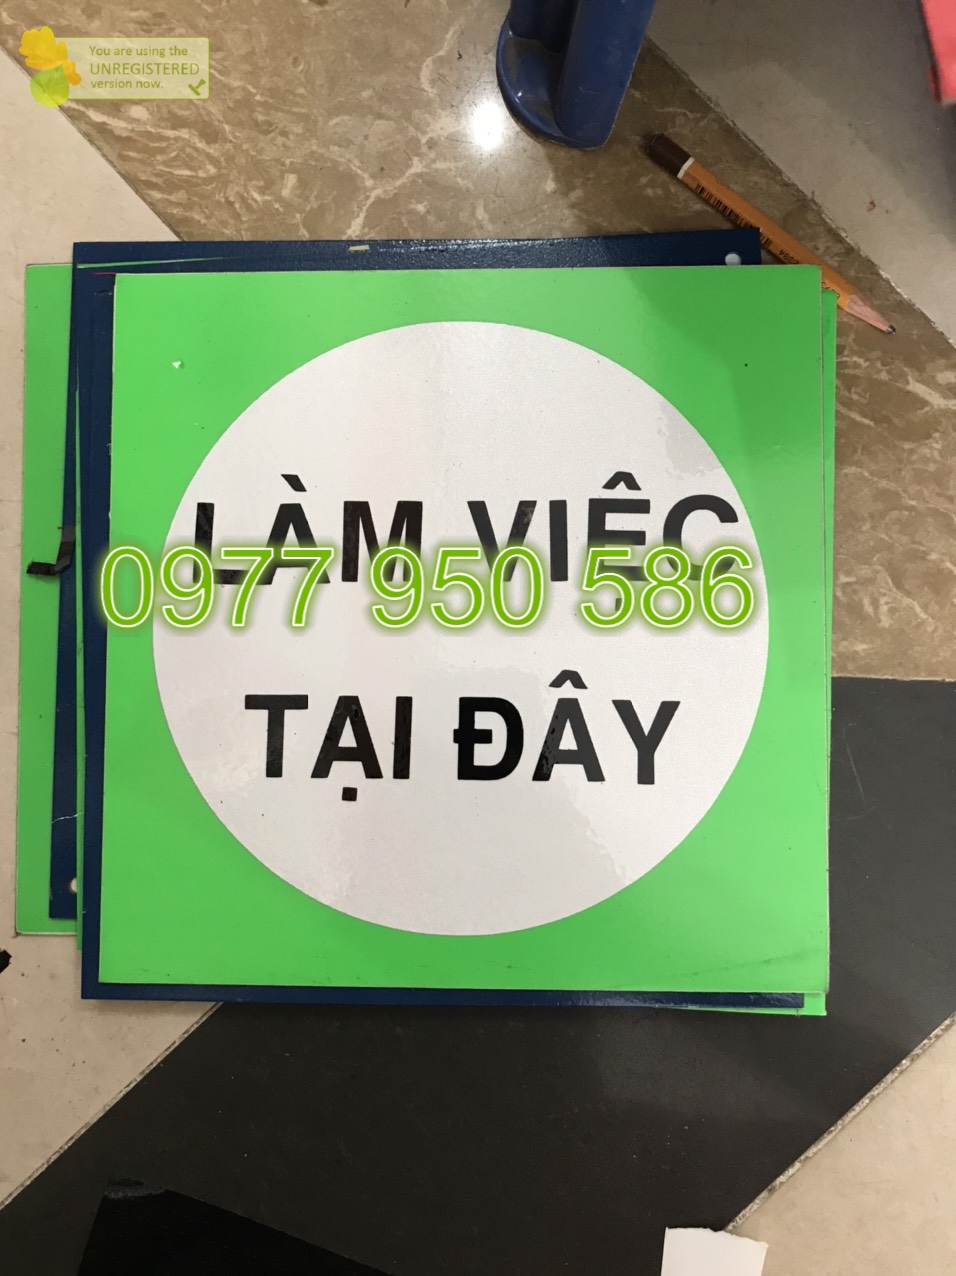 You are using the
UNREGISTERED
version now.
LÀM VIỆC
0977 950 586
TẠI ĐÂY